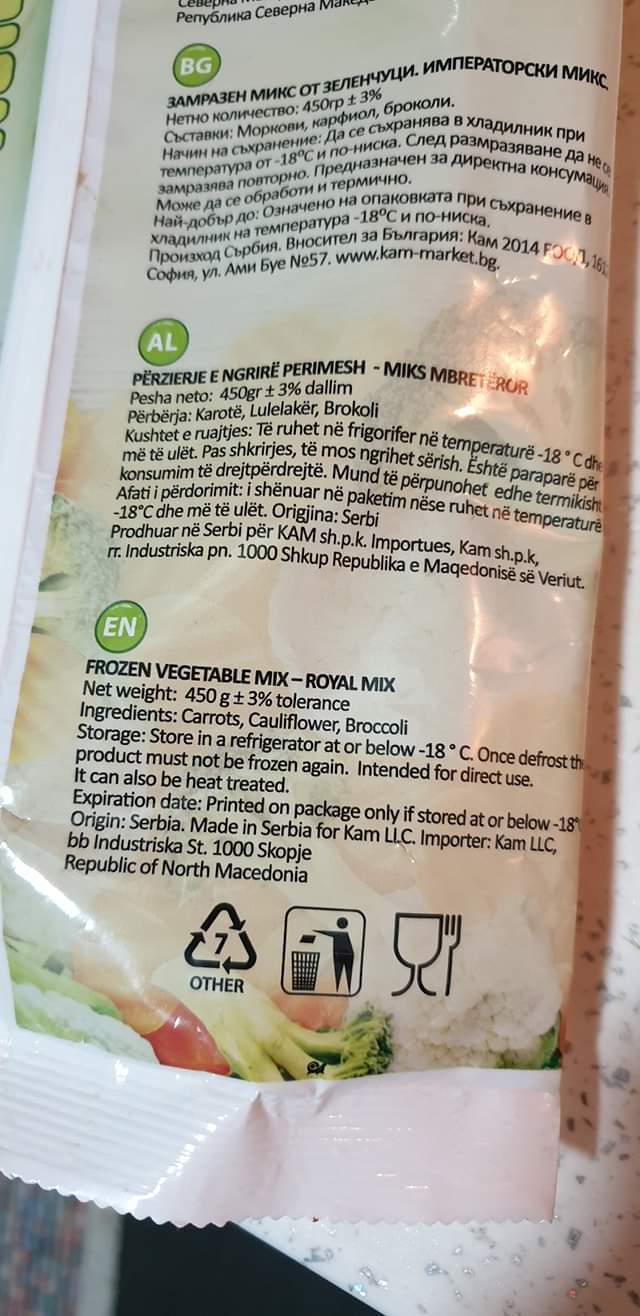 Република Северна
BG
ЗАМРАЗЕН МИКС ОТ ЗЕЛЕНЧУЦИ. ИМПЕРАТОРСКИ МИКС.
Нетно количество: 450гр ± 3%
Съставки: Моркови, карфиол, броколи.
Начин на съхранение: Да се съхранява в хладилник при
температура от -18°C и по-ниска. След размразяване да не се
замразява повторно. Предназначен за директна консумация.
Може да се обработи и термично.
Най-добър до: Означено на опаковката при съхранение в
хладилник на температура -18°C и по-ниска.
Произход Сърбия. Вносител за България: Кам 2014
София, ул. Ами Буе №57. www.kam-market.bg.
AL
PËRZIERJE E NGRIRË PERIMESH - MIKS MBRETËROR
Pesha neto: 450gr ± 3% dallim
Përbërja: Karotë, Lulelakër, Brokoli
Kushtet e ruajtjes: Të ruhet në frigorifer në temperaturë -18 °C dhe
më të ulët. Pas shkrirjes, të mos ngrihet sërish. Është paraparë për
konsumim të drejtpërdrejtë. Mund të përpunohet edhe termikisht
Afati i përdorimit: i shënuar në paketim nëse ruhet në temperaturë
-18°C dhe më të ulët. Origjina: Serbi
Prodhuar në Serbi për KAM sh.p.k. Importues, Kam sh.p.k,
rr. Industriska pn. 1000 Shkup Republika e Maqedonisë së Veriut.
EN
FROZEN VEGETABLE MIX – ROYAL MIX
Net weight: 450 g ± 3% tolerance
Ingredients: Carrots, Cauliflower, Broccoli
Storage: Store in a refrigerator at or below -18 ° C. Once defrost the
product must not be frozen again. Intended for direct use.
It can also be heat treated.
Expiration date: Printed on package only if stored at or below -18°
Origin: Serbia. Made in Serbia for Kam LLC. Importer: Kam LLC,
bb Industriska St. 1000 Skopje
Republic of North Macedonia
7
OTHER